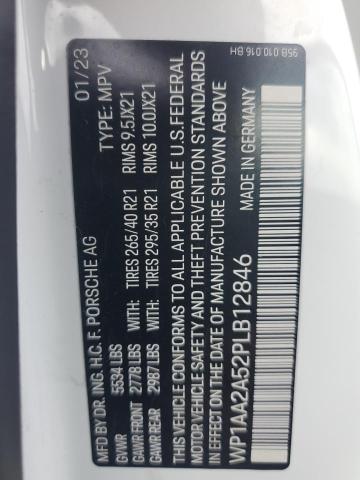 95B.010.016.BH
MFD BY DR. ING. H.C. F. PORSCHE AG 01/23
GVWR 5534 LBS TYPE: MPV
GAWR FRONT 2778 LBS WITH: TIRES 265/40 R21 RIMS 9.5JX21
GAWR REAR 2987 LBS WITH: TIRES 295/35 R21 RIMS 10.0JX21
THIS VEHICLE CONFORMS TO ALL APPLICABLE U.S. FEDERAL
MOTOR VEHICLE SAFETY AND THEFT PREVENTION STANDARDS
IN EFFECT ON THE DATE OF MANUFACTURE SHOWN ABOVE
WP1AA2A52PLB12846 MADE IN GERMANY